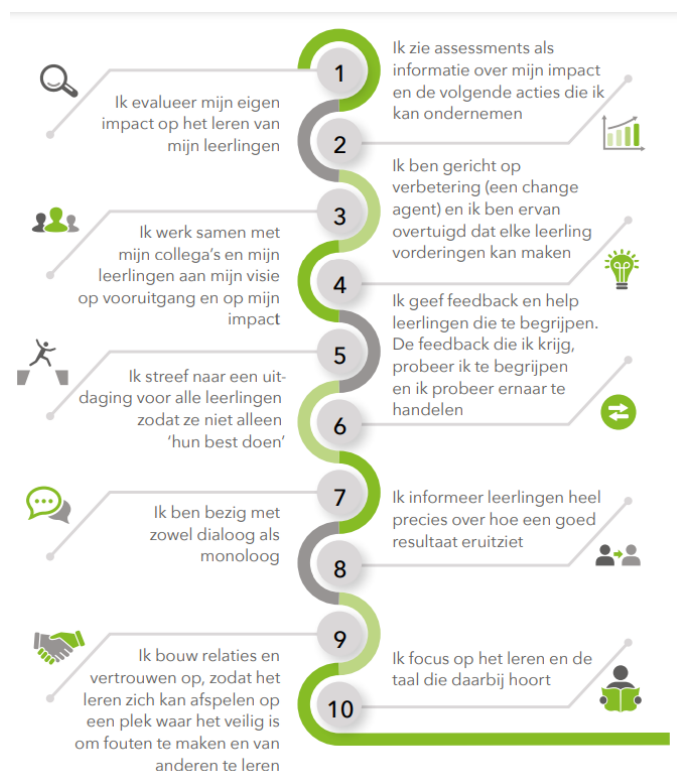 1
Ik evalueer mijn eigen
impact op het leren van
mijn leerlingen
2
Ik zie assessments als
informatie over mijn impact
en de volgende acties die ik
kan ondernemen
3
Ik werk samen met
mijn collega's en mijn
leerlingen aan mijn visie
op vooruitgang en op mijn
impact
4
Ik ben gericht op
verbetering (een change
agent) en ik ben ervan
overtuigd dat elke leerling
vorderingen kan maken
5
Ik streef naar een uit-
daging voor alle leerlingen
zodat ze niet alleen
‘hun best doen’
6
Ik geef feedback en help
leerlingen die te begrijpen.
De feedback die ik krijg,
probeer ik te begrijpen
en ik probeer ernaar te
handelen
7
Ik ben bezig met
zowel dialoog als
monoloog
8
Ik informeer leerlingen heel
precies over hoe een goed
resultaat eruitziet
9
Ik bouw relaties en
vertrouwen op, zodat het
leren zich kan afspelen op
een plek waar het veilig is
om fouten te maken en van
anderen te leren
10
Ik focus op het leren en de
taal die daarbij hoort